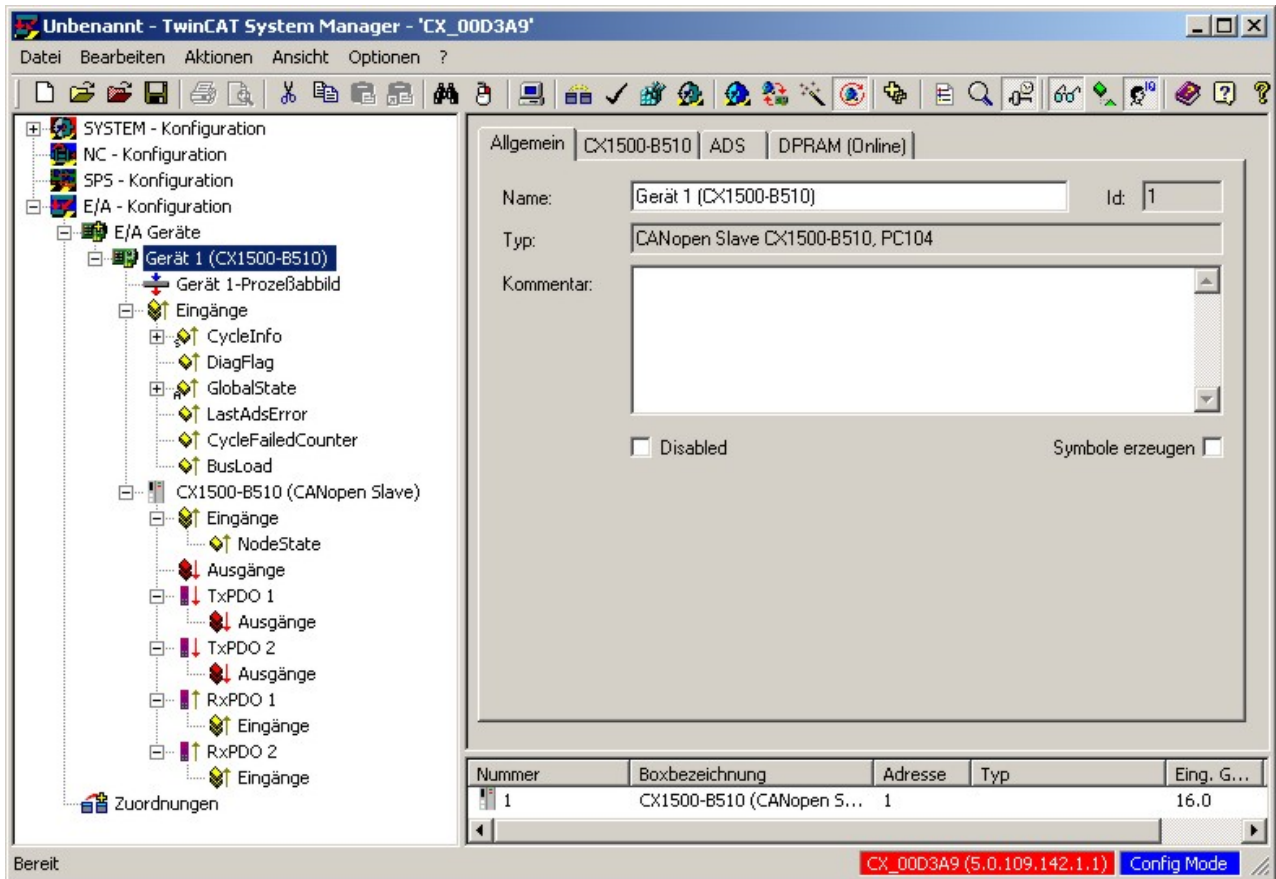 Unbenannt - TwinCAT System Manager - 'CX_00D3A9'
Datei Bearbeiten Aktionen Ansicht Optionen ?
SYSTEM - Konfiguration
NC - Konfiguration
SPS - Konfiguration
E/A - Konfiguration
E/A Geräte
Gerät 1 (CX1500-B510)
Gerät 1-Prozeßabbild
Eingänge
CycleInfo
DiagFlag
GlobalState
LastAdsError
CycleFailedCounter
BusLoad
CX1500-B510 (CANopen Slave)
Eingänge
NodeState
Ausgänge
TxPDO 1
Ausgänge
TxPDO 2
Ausgänge
RxPDO 1
Eingänge
RxPDO 2
Eingänge
Zuordnungen
Allgemein CX1500-B510 ADS DPRAM (Online)
Name: Gerät 1 (CX1500-B510) Id: 1
Typ: CANopen Slave CX1500-B510, PC104
Kommentar:
Disabled Symbole erzeugen
Nummer Boxbezeichnung Adresse Typ Eing. G...
1 CX1500-B510 (CANopen S... 1 16.0
Bereit CX_00D3A9 (5.0.109.142.1.1) Config Mode